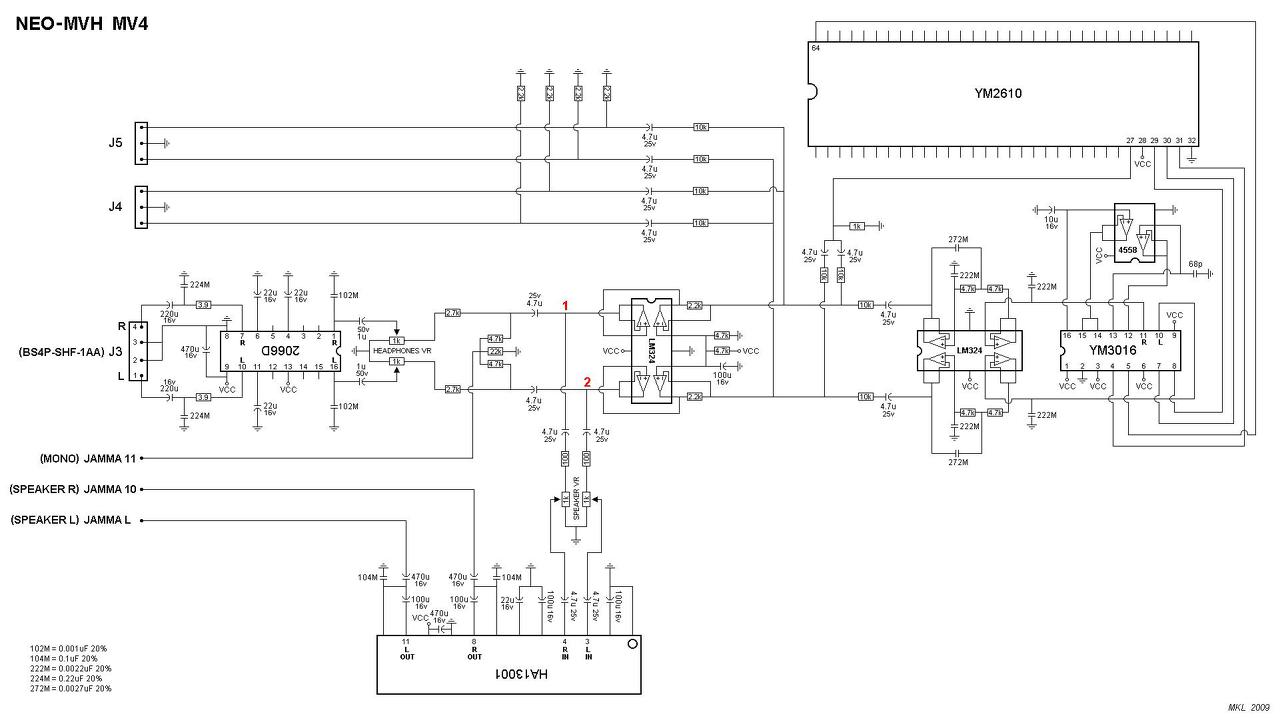 NEO-MVH MV4
64
YM2610
27 28 29 30 31 32
VCC
2.2k 2.2k 2.2k 2.2k
J5
4.7u 25v
10k
4.7u 25v
10k
J4
4.7u 25v
10k
4.7u 25v
10k
1k
4.7u 25v
4.7u 25v
10k 10k
10u 16v
4558
VCC
68p
272M
222M
4.7k 4.7k
222M
224M
22u 16v
22u 16v
102M
3.9
220u 16v
50v 1u
25v 4.7u
1
2.7k
1k
2.2k
10k
4.7u 25v
R 4
3
2
L 1
(BS4P-SHF-1AA) J3
470u 16v
8 7 6 5 4 3 2 1
R R
2066D
L L
9 10 11 12 13 14 15 16
VCC VCC
HEADPHONES VR
1k
4.7k
22k
4.7k
VCC
LM324
4.7k
4.7k VCC
100u 16v
LM324
VCC
16 15 14 13 12 11 10 9
R L
VCC
YM3016
1 2 3 4 5 6 7 8
VCC VCC
16v 220u
3.9
224M
22u 16v
1u 50v
102M
2.7k
4.7u 25v
2
2.2k
10k
4.7u 25v
4.7k 4.7k
222M
222M
272M
4.7u 25v
4.7u 25v
100 100
(MONO) JAMMA 11
(SPEAKER R) JAMMA 10
1k SPEAKER VR 1k
(SPEAKER L) JAMMA L
104M
470u 16v
470u 16v
104M
100u 16v
VCC
470u 16v
100u 16v
22u 16v
100u 16v
4.7u 25v
4.7u 25v
100u 16v
11 8 4 3
L R R L
OUT OUT IN IN
HA13001
102M = 0.001uF 20%
104M = 0.1uF 20%
222M = 0.0022uF 20%
224M = 0.22uF 20%
272M = 0.0027uF 20%
MKL 2009